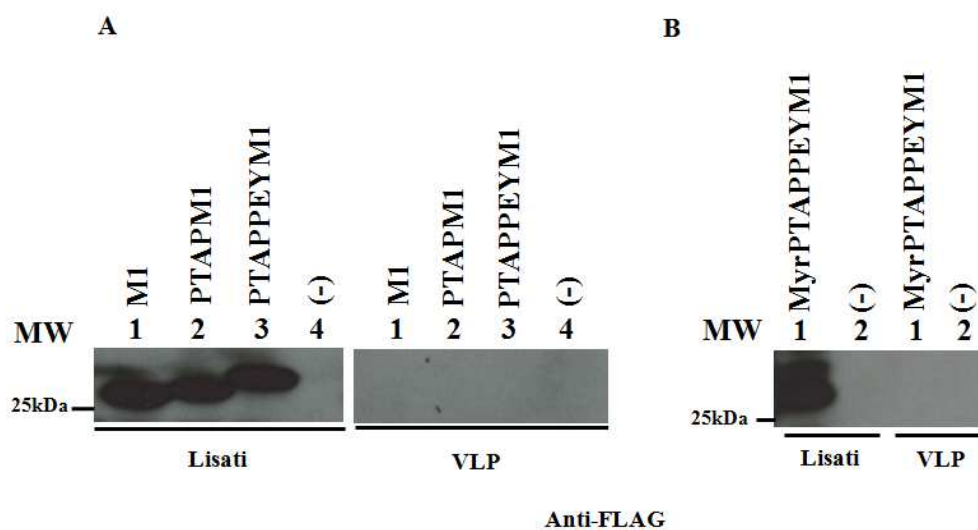 A
B
M1
PTAPM1
PTAPPEYM1
(-)
M1
PTAPM1
PTAPPEYM1
(-)
MyrPTAPPEYM1
(-)
MyrPTAPPEYM1
(-)
MW 1 2 3 4 1 2 3 4
MW 1 2 1 2
25kDa
25kDa
Lisati VLP
Lisati VLP
Anti-FLAG